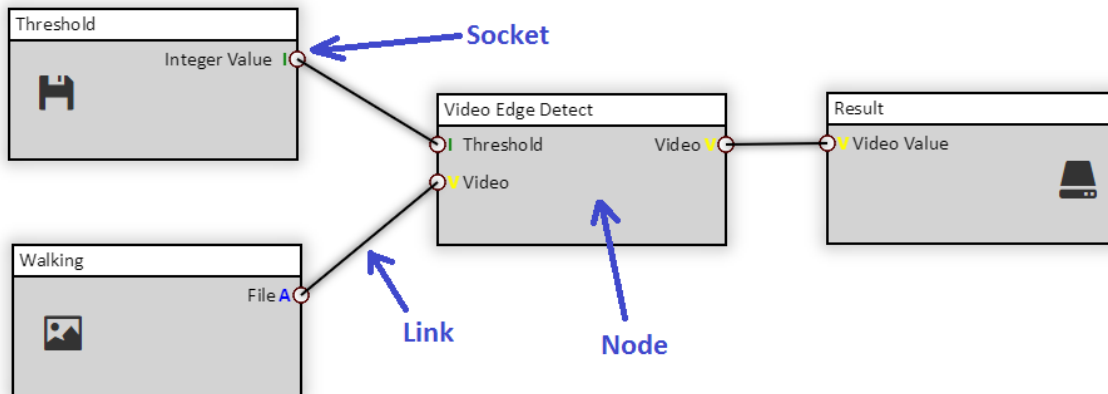 Threshold
Integer Value I
Socket
Video Edge Detect
I Threshold
Video V
V Video
Result
V Video Value
Walking
File A
Link
Node